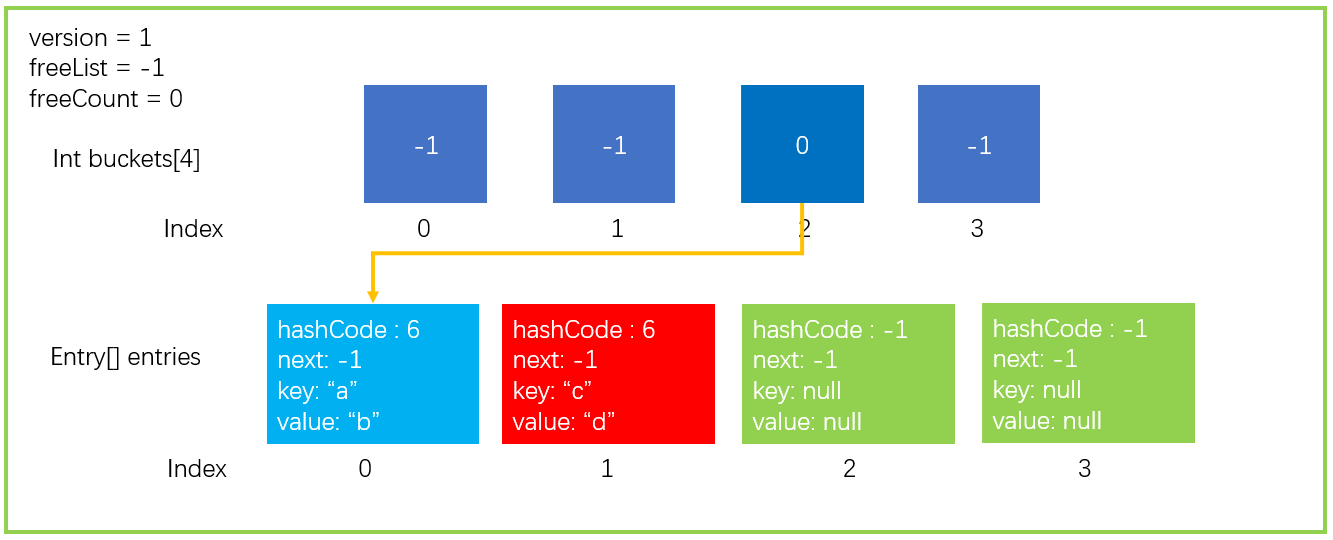 version = 1
freeList = -1
freeCount = 0
Int buckets[4]
-1 -1 0 -1
Index 0 1 2 3
Entry[] entries
hashCode : 6
next: -1
key: “a”
value: “b”
hashCode : 6
next: -1
key: “c”
value: “d”
hashCode : -1
next: -1
key: null
value: null
hashCode : -1
next: -1
key: null
value: null
Index 0 1 2 3